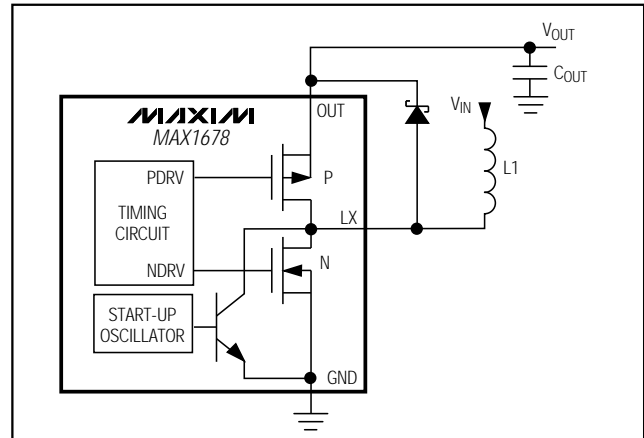 VOUT
COUT
VIN
OUT
MAXIM
MAX1678
L1
PDRV
P
TIMING
CIRCUIT
LX
NDRV
N
START-UP
OSCILLATOR
GND